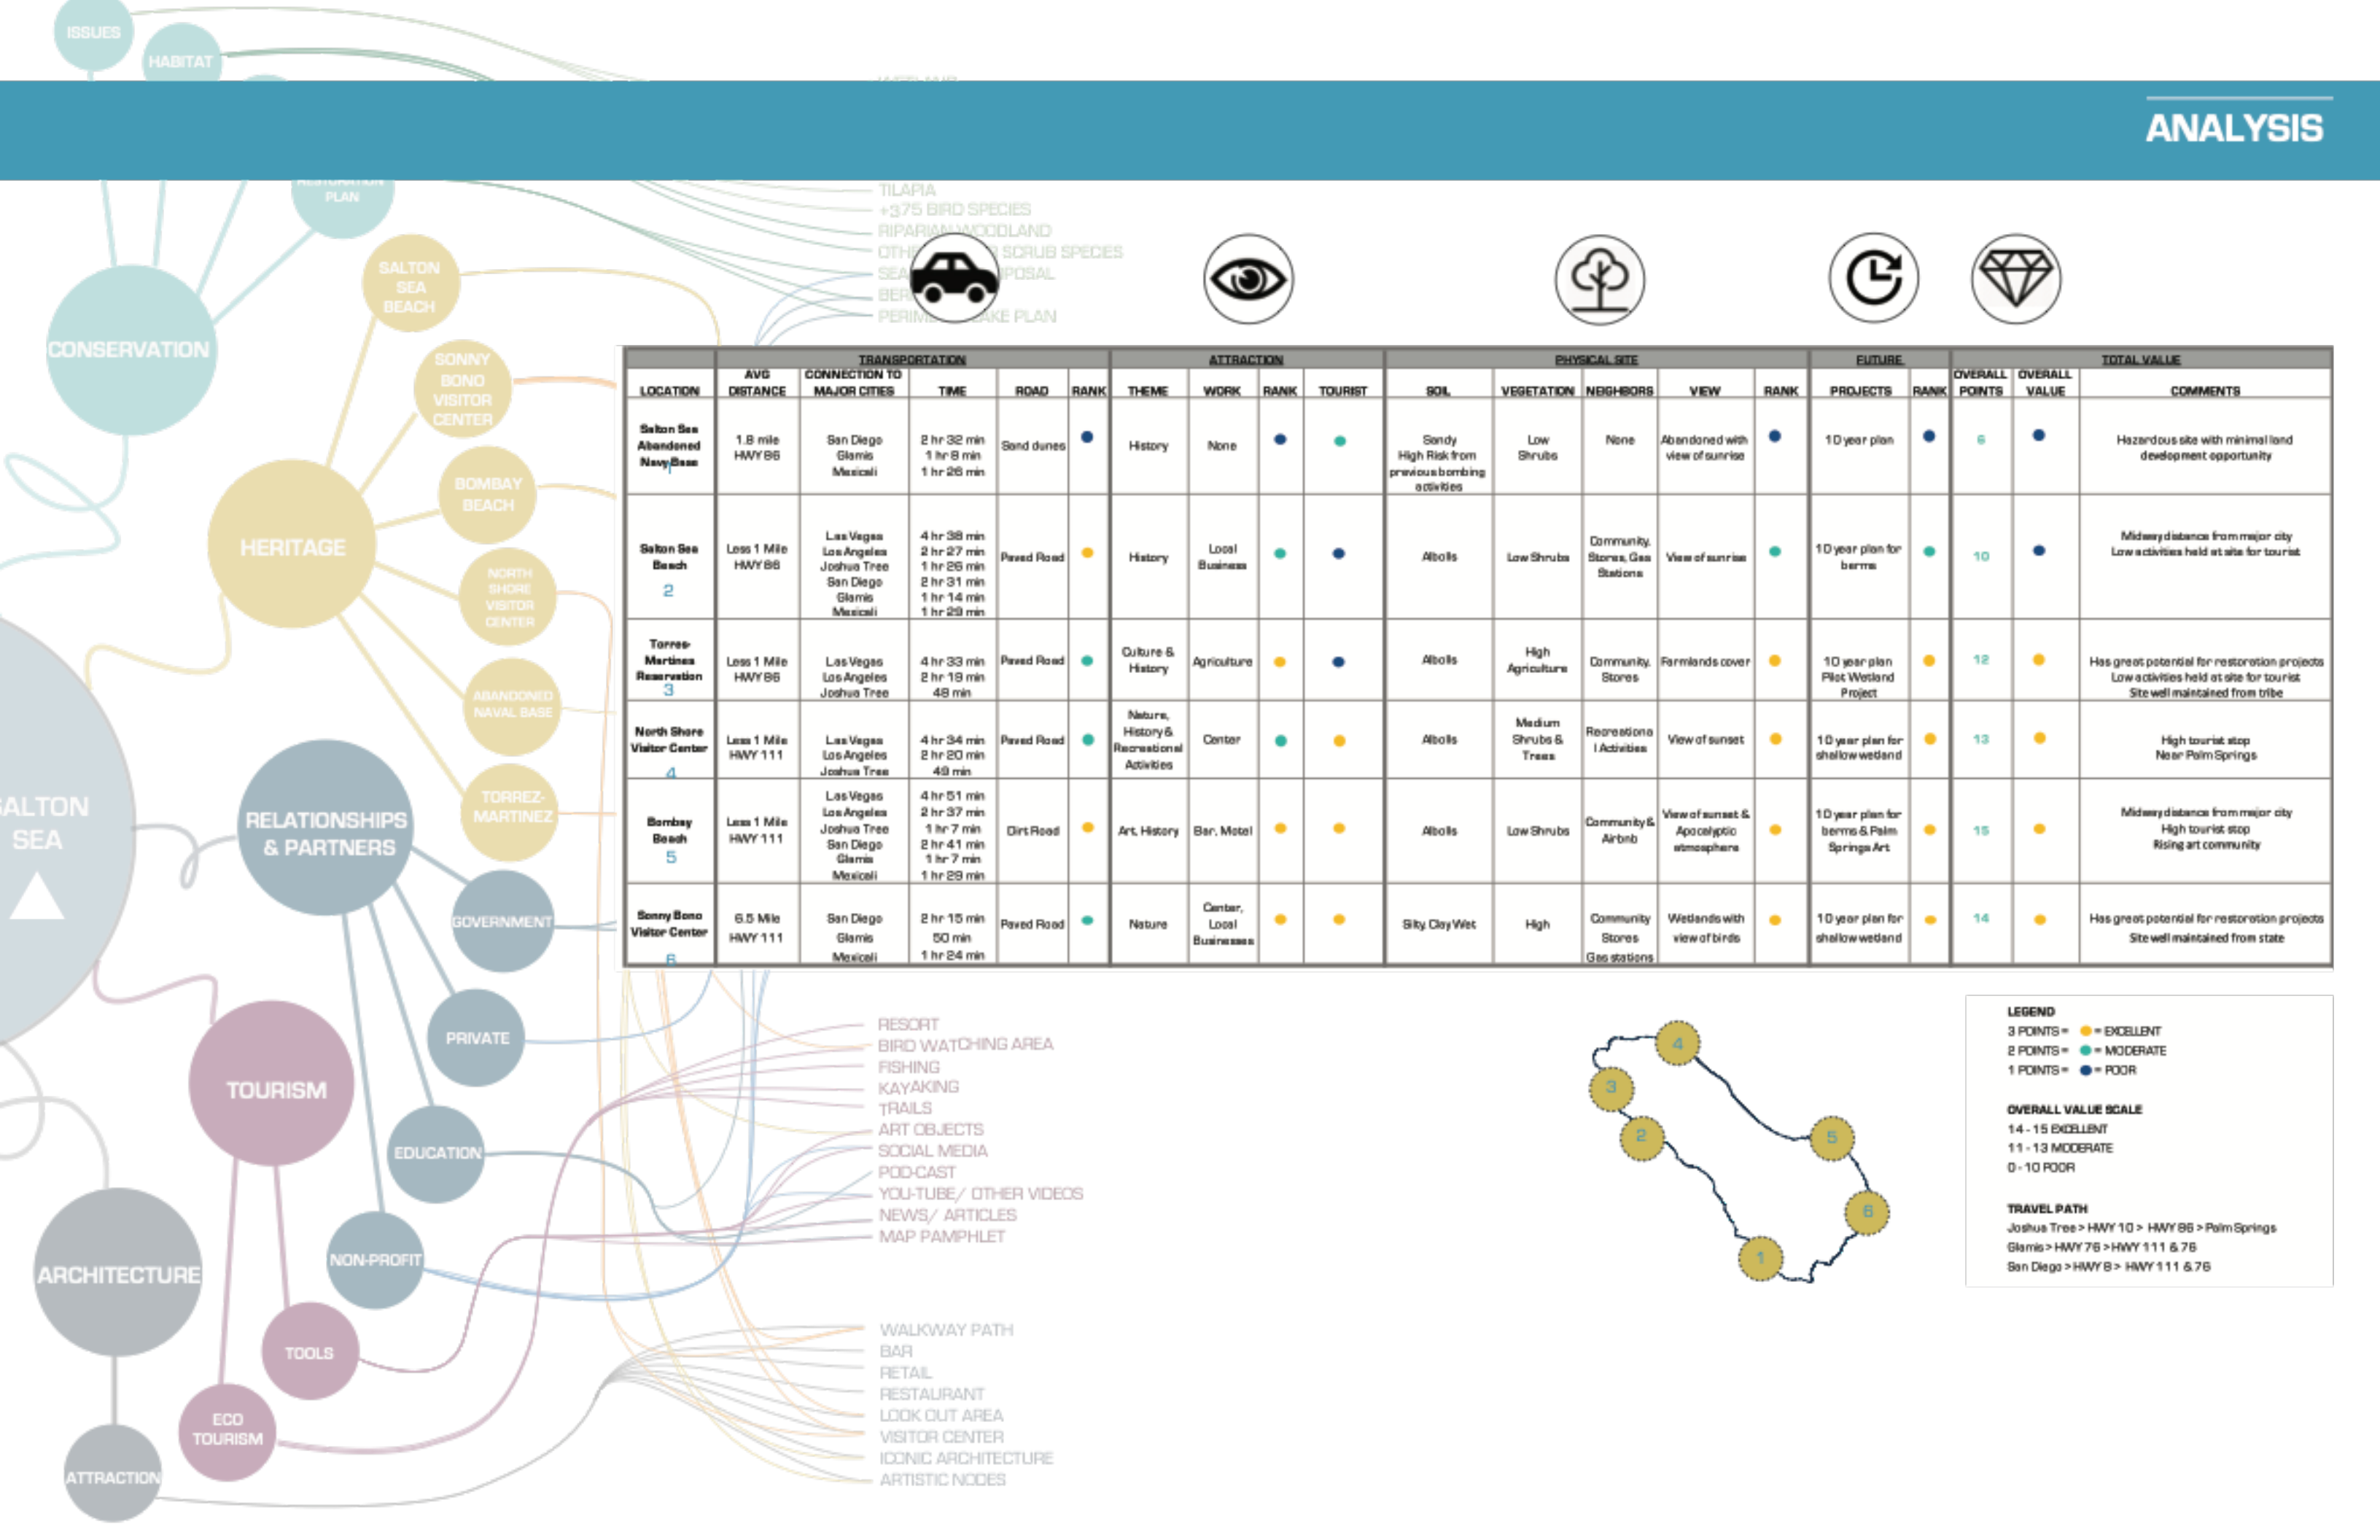 ISSUES
HABITAT
ANALYSIS
RESTORATION
PLAN
TILAPIA
+375 BIRD SPECIES
RIPARIAN WOODLAND
SCRUB SPECIES
SALTON
SEA
BEACH
CONSERVATION
SONNY
BONO
VISITOR
CENTER
BOMBAY
BEACH
HERITAGE
NORTH
SHORE
VISITOR
CENTER
ABANDONED
NAVAL BASE
TORREZ-
MARTINEZ
SALTON
SEA
RELATIONSHIPS
& PARTNERS
GOVERNMENT
PRIVATE
TOURISM
EDUCATION
NON-PROFIT
ARCHITECTURE
TOOLS
ECO
TOURISM
ATTRACTION
TRANSPORTATION ATTRACTION PHYSICAL SITE FUTURE TOTAL VALUE
LOCATION AVG DISTANCE CONNECTION TO MAJOR CITIES TIME ROAD RANK THEME WORK RANK TOURIST SOIL VEGETATION NEIGHBORS VIEW RANK PROJECTS RANK OVERALL POINTS OVERALL VALUE COMMENTS
Salton Sea Abandoned Navy Base 1 1.8 mile HWY 86 San Diego Glamis Mexicali 2 hr 32 min 1 hr 8 min 1 hr 26 min Sand dunes History None Sandy High Risk from previous bombing activities Low Shrubs None Abandoned with view of sunrise 10 year plan 6 Hazardous site with minimal land development opportunity
Salton Sea Beach 2 Less 1 Mile HWY 86 Las Vegas Los Angeles Joshua Tree San Diego Glamis Mexicali 4 hr 38 min 2 hr 27 min 1 hr 26 min 2 hr 31 min 1 hr 14 min 1 hr 29 min Paved Road History Local Business Albolls Low Shrubs Community, Stores, Gas Stations View of sunrise 10 year plan for berms 10 Midway distance from major city Low activities held at site for tourist
Torres-Martines Reservation 3 Less 1 Mile HWY 86 Las Vegas Los Angeles Joshua Tree 4 hr 33 min 2 hr 19 min 48 min Paved Road Culture & History Agriculture Albolls High Agriculture Community, Stores Farmlands cover 10 year plan Pilot Wetland Project 12 Has great potential for restoration projects Low activities held at site for tourist Site well maintained from tribe
North Shore Visitor Center 4 Less 1 Mile HWY 111 Las Vegas Los Angeles Joshua Tree 4 hr 34 min 2 hr 20 min 49 min Paved Road Nature, History & Recreational Activities Center Albolls Medium Shrubs & Trees Recreational Activities View of sunset 10 year plan for shallow wetland 13 High tourist stop Near Palm Springs
Bombay Beach 5 Less 1 Mile HWY 111 Las Vegas Los Angeles Joshua Tree San Diego Glamis Mexicali 4 hr 51 min 2 hr 37 min 1 hr 7 min 2 hr 41 min 1 hr 7 min 1 hr 29 min Dirt Road Art, History Bar, Motel Albolls Low Shrubs Community & Airbnb View of sunset & Apocalyptic atmosphere 10 year plan for berms & Palm Springs Art 15 Midway distance from major city High tourist stop Rising art community
Sonny Bono Visitor Center 6 6.5 Mile HWY 111 San Diego Glamis Mexicali 2 hr 15 min 50 min 1 hr 24 min Paved Road Nature Center, Local Businesses Silty, Clay Wet High Community Stores Gas stations Wetlands with view of birds 10 year plan for shallow wetland 14 Has great potential for restoration projects Site well maintained from state
RESORT
BIRD WATCHING AREA
FISHING
KAYAKING
TRAILS
ART OBJECTS
SOCIAL MEDIA
POD-CAST
YOU-TUBE/ OTHER VIDEOS
NEWS/ ARTICLES
MAP PAMPHLET
WALKWAY PATH
BAR
RETAIL
RESTAURANT
LOOK OUT AREA
VISITOR CENTER
ICONIC ARCHITECTURE
ARTISTIC NODES
4
3
2
5
6
1
LEGEND
3 POINTS = = EXCELLENT
2 POINTS = = MODERATE
1 POINTS = = POOR
OVERALL VALUE SCALE
14 - 15 EXCELLENT
11 - 13 MODERATE
0 - 10 POOR
TRAVEL PATH
Joshua Tree > HWY 10 > HWY 86 > Palm Springs
Glamis > HWY 76 > HWY 111 & 76
San Diego > HWY 8 > HWY 111 & 76